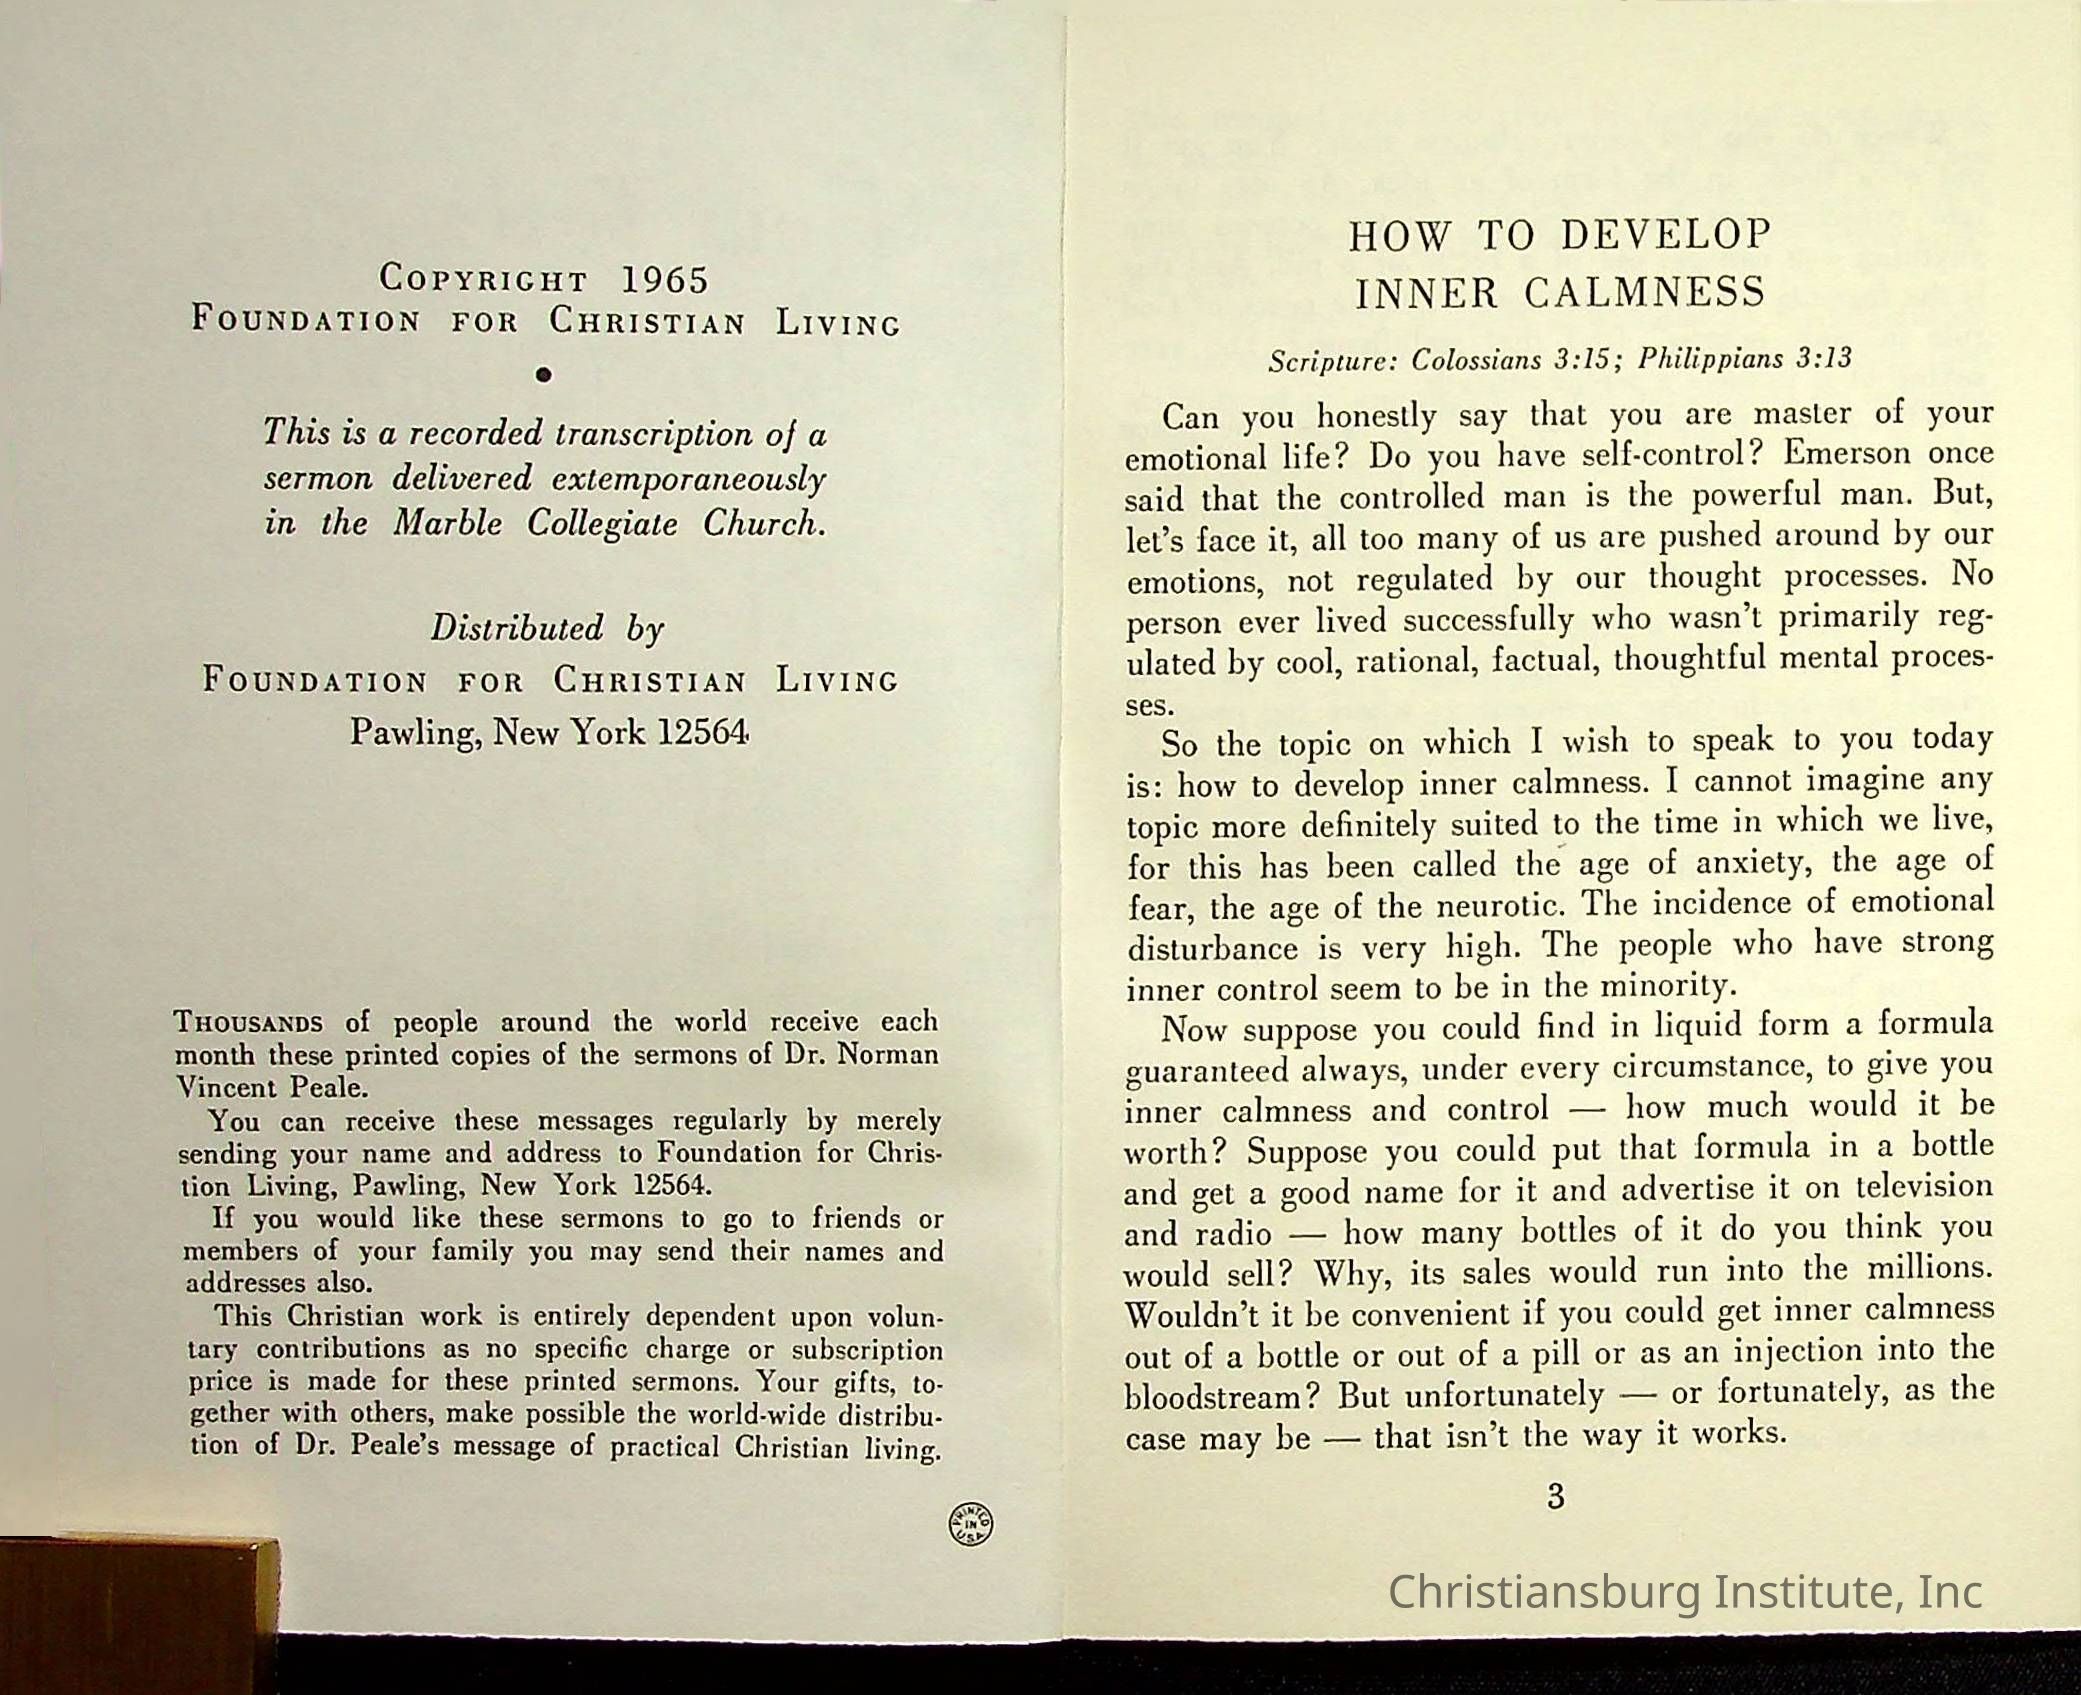 COPYRIGHT 1965
FOUNDATION FOR CHRISTIAN LIVING
•
This is a recorded transcription of a
sermon delivered extemporaneously
in the Marble Collegiate Church.
Distributed by
FOUNDATION FOR CHRISTIAN LIVING
Pawling, New York 12564
THOUSANDS of people around the world receive each
month these printed copies of the sermons of Dr. Norman
Vincent Peale.
You can receive these messages regularly by merely
sending your name and address to Foundation for Chris-
tion Living, Pawling, New York 12564.
If you would like these sermons to go to friends or
members of your family you may send their names and
addresses also.
This Christian work is entirely dependent upon volun-
tary contributions as no specific charge or subscription
price is made for these printed sermons. Your gifts, to-
gether with others, make possible the world-wide distribu-
tion of Dr. Peale's message of practical Christian living.
PRINTED
IN
U.S.A.
HOW TO DEVELOP
INNER CALMNESS
Scripture: Colossians 3:15; Philippians 3:13
Can you honestly say that you are master of your
emotional life? Do you have self-control? Emerson once
said that the controlled man is the powerful man. But,
let's face it, all too many of us are pushed around by our
emotions, not regulated by our thought processes. No
person ever lived successfully who wasn't primarily reg-
ulated by cool, rational, factual, thoughtful mental proces-
ses.
So the topic on which I wish to speak to you today
is: how to develop inner calmness. I cannot imagine any
topic more definitely suited to the time in which we live,
for this has been called the age of anxiety, the age of
fear, the age of the neurotic. The incidence of emotional
disturbance is very high. The people who have strong
inner control seem to be in the minority.
Now suppose you could find in liquid form a formula
guaranteed always, under every circumstance, to give you
inner calmness and control — how much would it be
worth? Suppose you could put that formula in a bottle
and get a good name for it and advertise it on television
and radio — how many bottles of it do you think you
would sell? Why, its sales would run into the millions.
Wouldn't it be convenient if you could get inner calmness
out of a bottle or out of a pill or as an injection into the
bloodstream? But unfortunately — or fortunately, as the
case may be — that isn't the way it works.
3
Christiansburg Institute, Inc